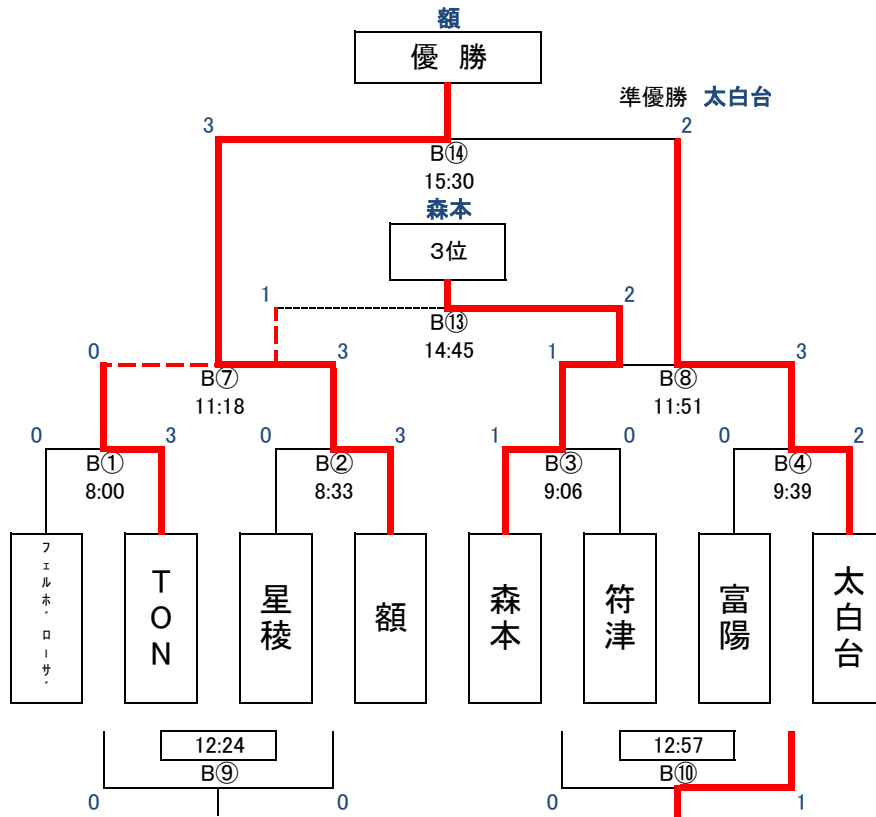 額
優 勝
準優勝 太白台
3
2
B⑭
15:30
森本
3位
1
2
B⑬
14:45
0
3
1
3
B⑦
11:18
B⑧
11:51
0
3
0
3
1
0
0
2
B①
8:00
B②
8:33
B③
9:06
B④
9:39
フェルホﾞローサﾞ
TON
星稜
額
森本
符津
富陽
太白台
12:24
B⑨
0
0
12:57
B⑩
0
1